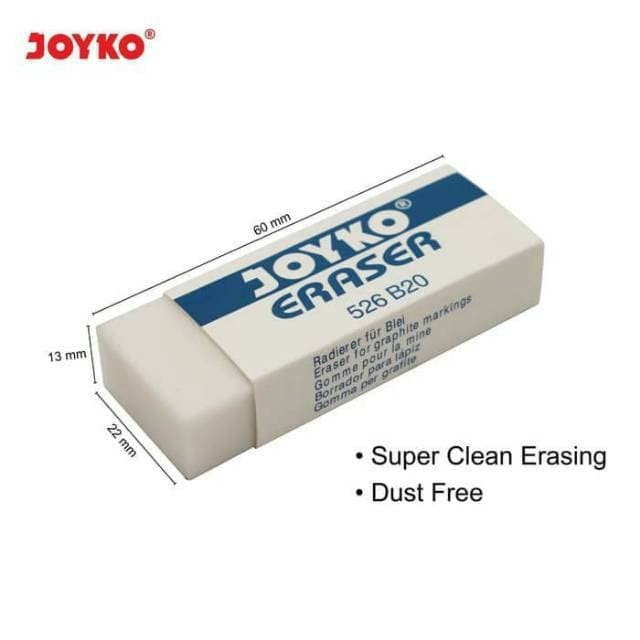 JOYKO®
60 mm
JOYKO®
ERASER
526 B20
Radierer für Blei
Eraser for graphite markings
Gomme pour la mine
Borrador para lápiz
Gomma per grafite
13 mm
22 mm
• Super Clean Erasing
• Dust Free